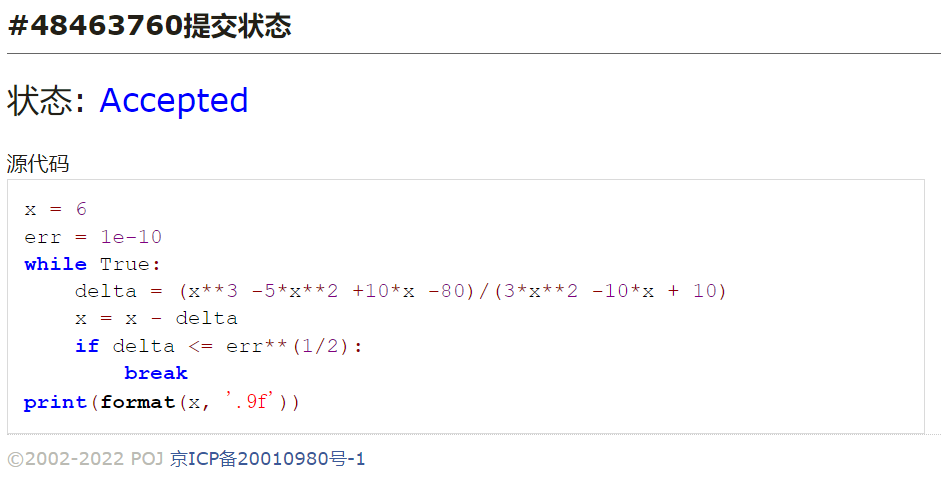 #48463760提交状态
状态: Accepted
源代码
x = 6
err = 1e-10
while True:
    delta = (x**3 -5*x**2 +10*x -80)/(3*x**2 -10*x + 10)
    x = x - delta
    if delta <= err**(1/2):
        break
print(format(x, '.9f'))
©2002-2022 POJ 京ICP备20010980号-1